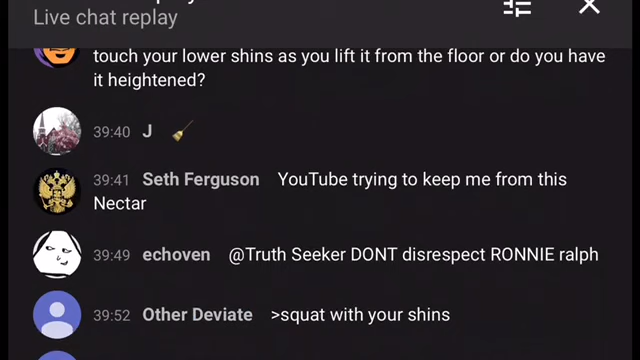 Live chat replay
touch your lower shins as you lift it from the floor or do you have
it heightened?
39:40 J
39:41 Seth Ferguson YouTube trying to keep me from this
Nectar
39:49 echoven @Truth Seeker DONT disrespect RONNIE ralph
39:52 Other Deviate >squat with your shins